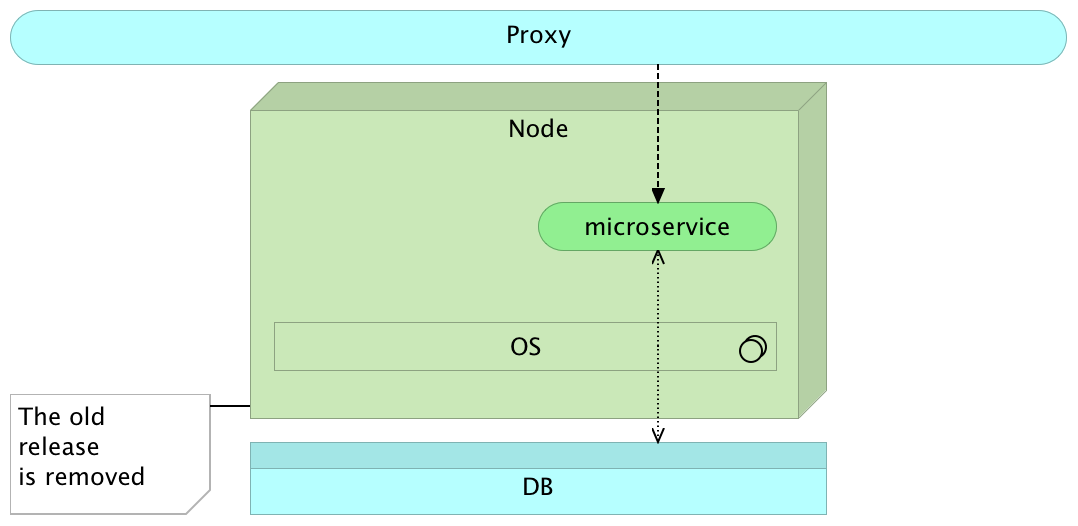 Proxy
Node
microservice
OS
The old
release
is removed
DB